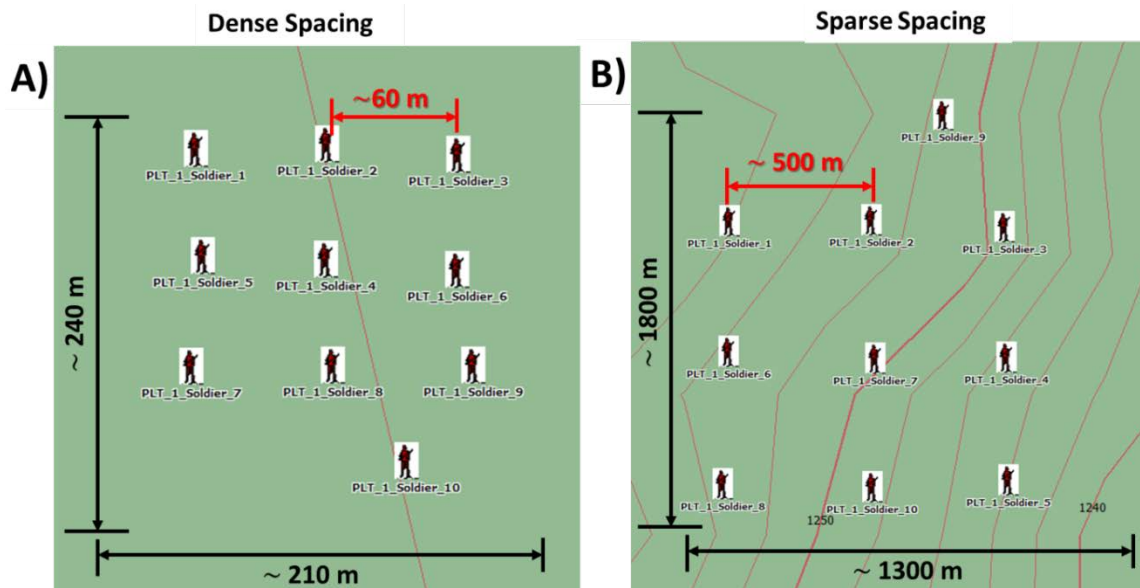 Dense Spacing
A)
~60 m
PLT_1_Soldier_1
PLT_1_Soldier_2
PLT_1_Soldier_3
PLT_1_Soldier_5
PLT_1_Soldier_4
PLT_1_Soldier_6
PLT_1_Soldier_7
PLT_1_Soldier_8
PLT_1_Soldier_9
PLT_1_Soldier_10
~ 240 m
~ 210 m
Sparse Spacing
B)
PLT_1_Soldier_9
~ 500 m
PLT_1_Soldier_1
PLT_1_Soldier_2
PLT_1_Soldier_3
PLT_1_Soldier_6
PLT_1_Soldier_7
PLT_1_Soldier_4
PLT_1_Soldier_8
PLT_1_Soldier_10
PLT_1_Soldier_5
1250
1240
~ 1800 m
~ 1300 m